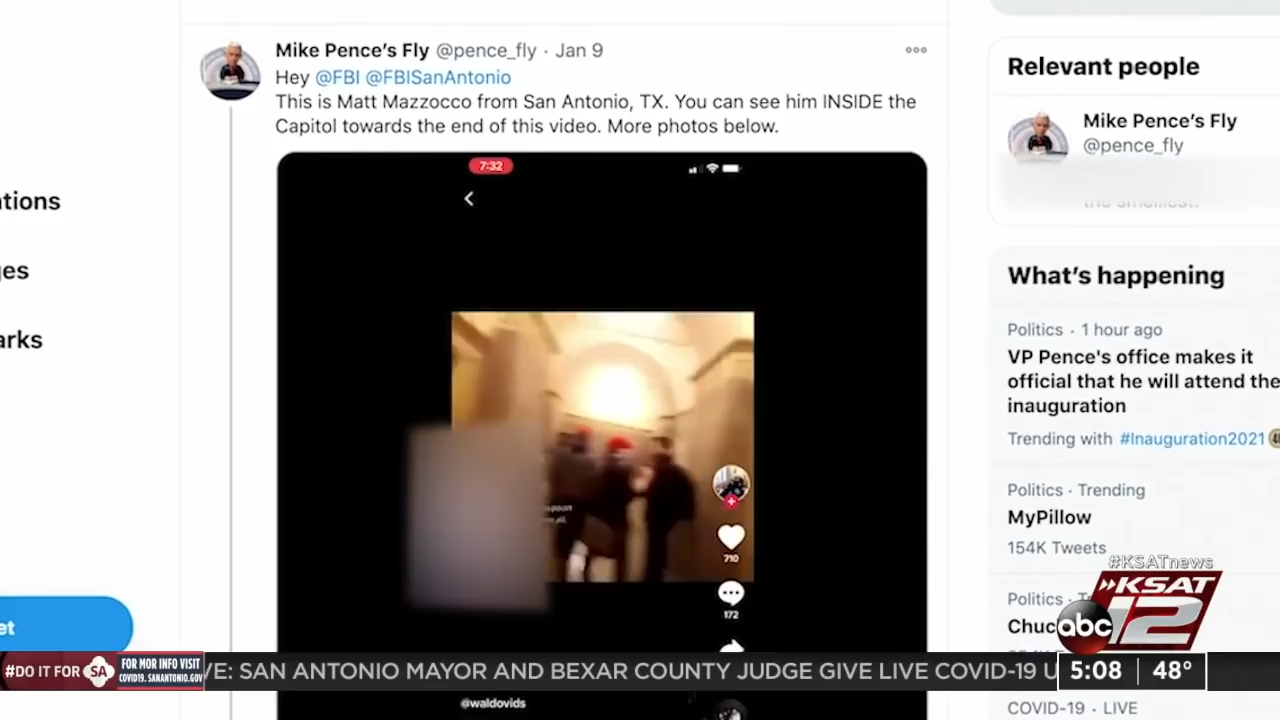 Mike Pence's Fly @pence_fly · Jan 9
Hey @FBI @FBISanAntonio
This is Matt Mazzocco from San Antonio, TX. You can see him INSIDE the
Capitol towards the end of this video. More photos below.
7:32
710
172
@waldovids
tions
ges
arks
et
Relevant people
Mike Pence's Fly
@pence_fly
the smelliest.
What's happening
Politics · 1 hour ago
VP Pence's office makes it
official that he will attend the
inauguration
Trending with #Inauguration2021
Politics · Trending
MyPillow
154K Tweets
Politics · T
Chuc
COVID-19 · LIVE
#KSATnews
KSAT
abc 12
#DO IT FOR SA
FOR MOR INFO VISIT
COVID19.SANANTONIO.GOV
VE: SAN ANTONIO MAYOR AND BEXAR COUNTY JUDGE GIVE LIVE COVID-19 U
5:08 48°